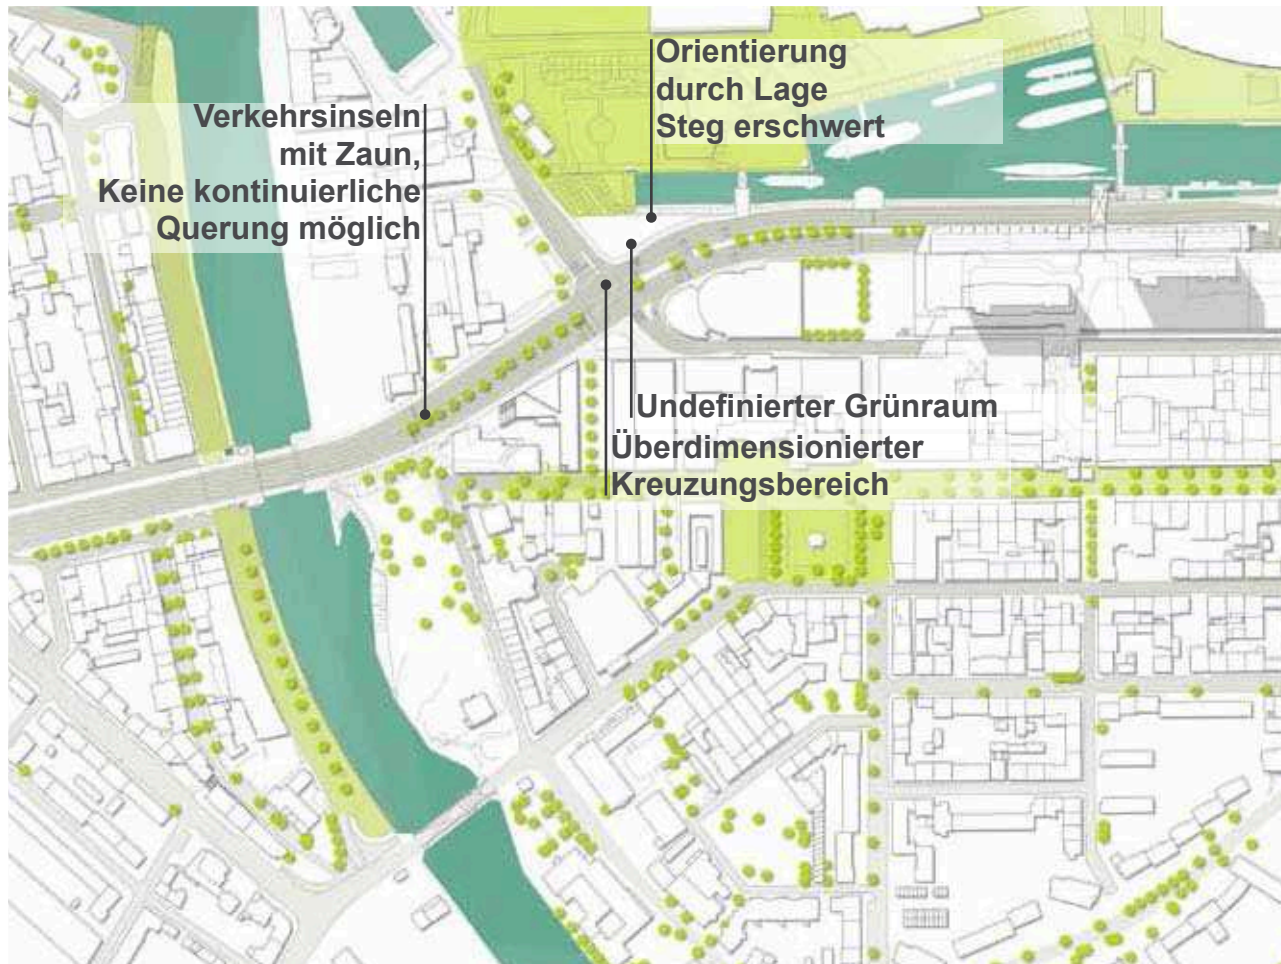 Orientierung
durch Lage
Steg erschwert
Verkehrsinseln
mit Zaun,
Keine kontinuierliche
Querung möglich
Undefinierter Grünraum
Überdimensionierter
Kreuzungsbereich